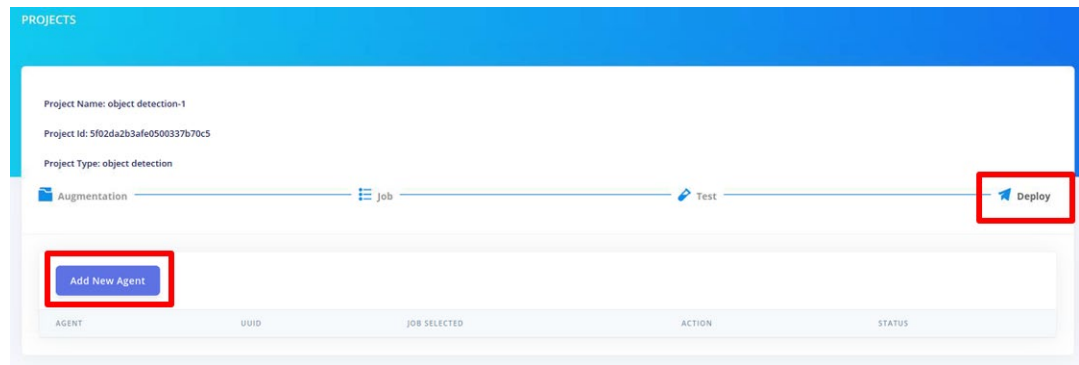 PROJECTS
Project Name: object detection-1
Project Id: 5f02da2b3afe0500337b70c5
Project Type: object detection
Augmentation Job Test Deploy
Add New Agent
AGENT UUID JOB SELECTED ACTION STATUS